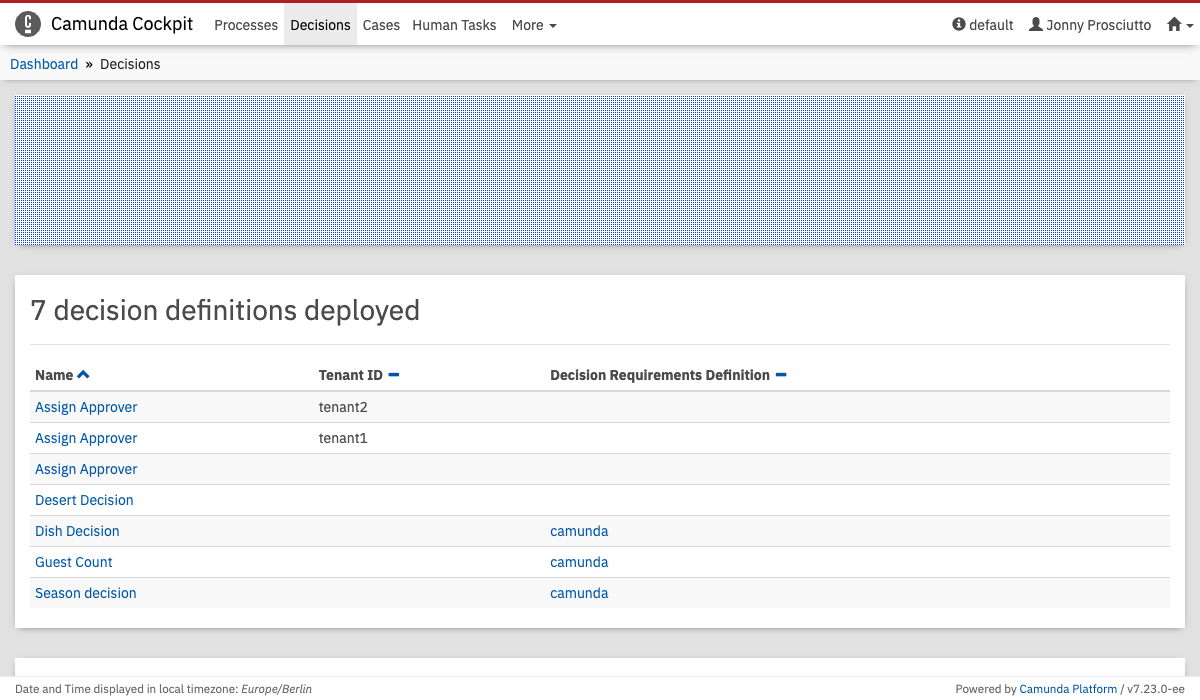 Camunda Cockpit Processes Decisions Cases Human Tasks More default Jonny Prosciutto
Dashboard » Decisions
7 decision definitions deployed
Name Tenant ID Decision Requirements Definition
Assign Approver tenant2
Assign Approver tenant1
Assign Approver
Desert Decision
Dish Decision camunda
Guest Count camunda
Season decision camunda
Date and Time displayed in local timezone: Europe/Berlin Powered by Camunda Platform / v7.23.0-ee